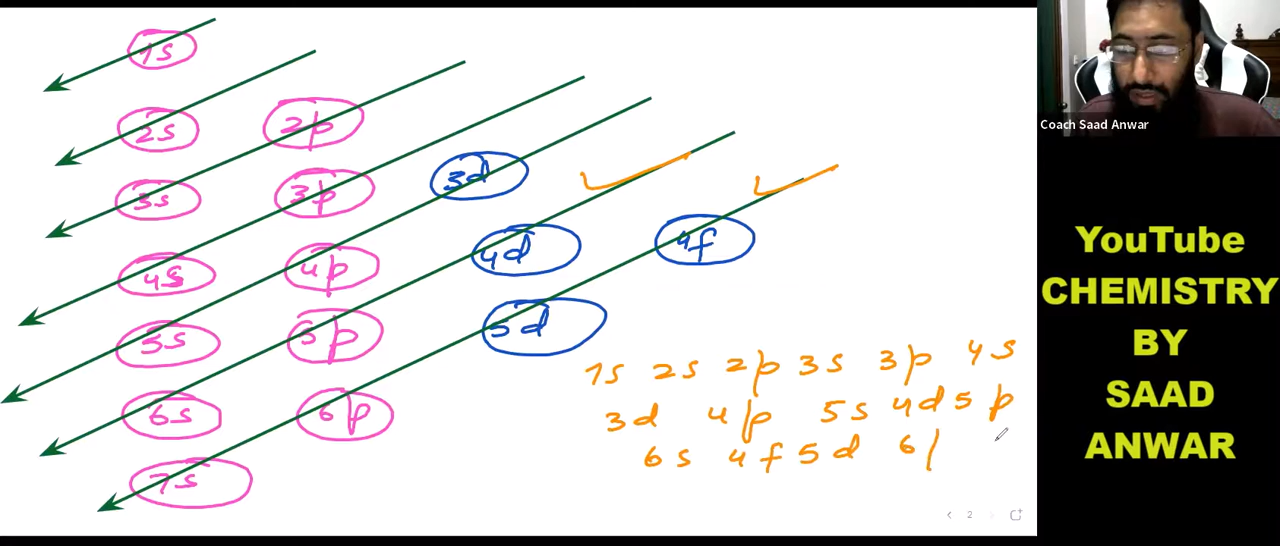 1s
2s 2p
3s 3p 3d
4s 4p 4d 4f
5s 5p 5d
6s 6p
7s
1s 2s 2p 3s 3p 4s
3d 4p 5s 4d 5p
6s 4f 5d 6
Coach Saad Anwar
YouTube
CHEMISTRY
BY
SAAD
ANWAR
2